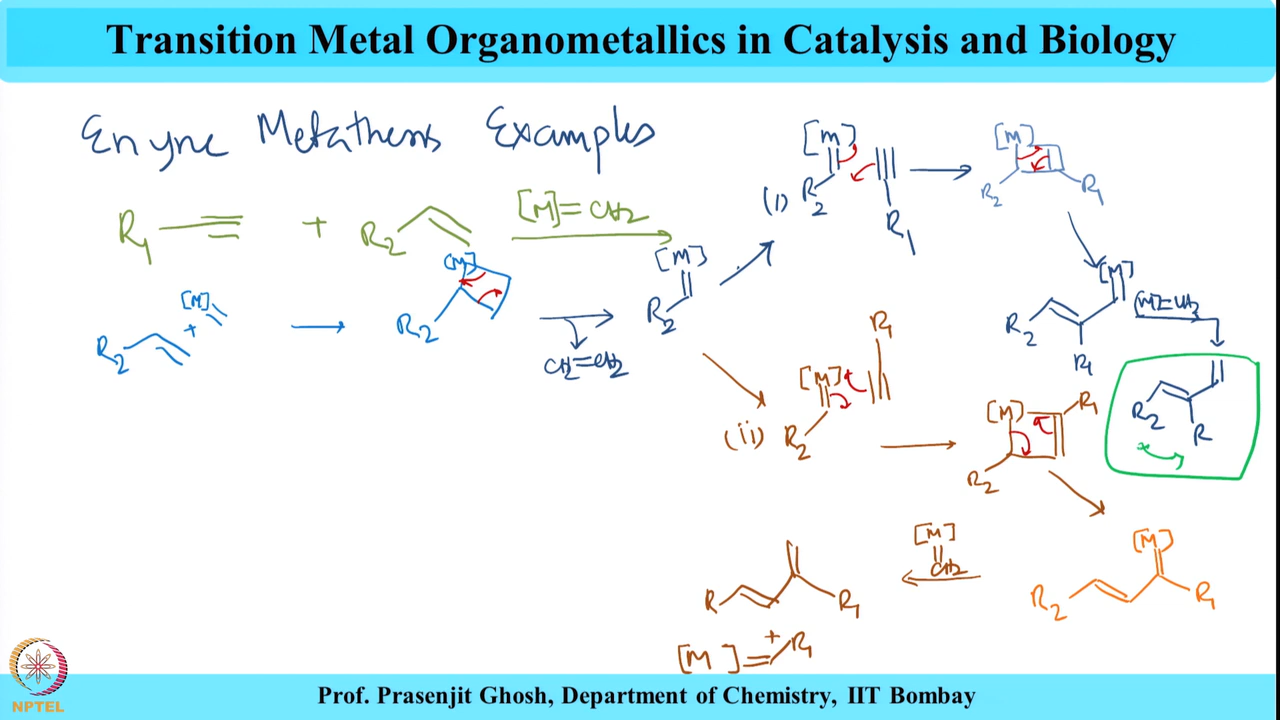 Transition Metal Organometallics in Catalysis and Biology
Enyne Metathesis Examples
R1 + R2 [M]=CH2
R2 + [M]
[M] R2
CH2=CH2
[M] R2
(i) [M] R2 R1
[M] R2 R1
[M] R2 R1
[M]=CH2
R2 R
(ii) [M] R2 R1
[M] R1 R2
[M] R2 R1
[M] CH2
R R1
+
[M]= R1
NPTEL
Prof. Prasenjit Ghosh, Department of Chemistry, IIT Bombay